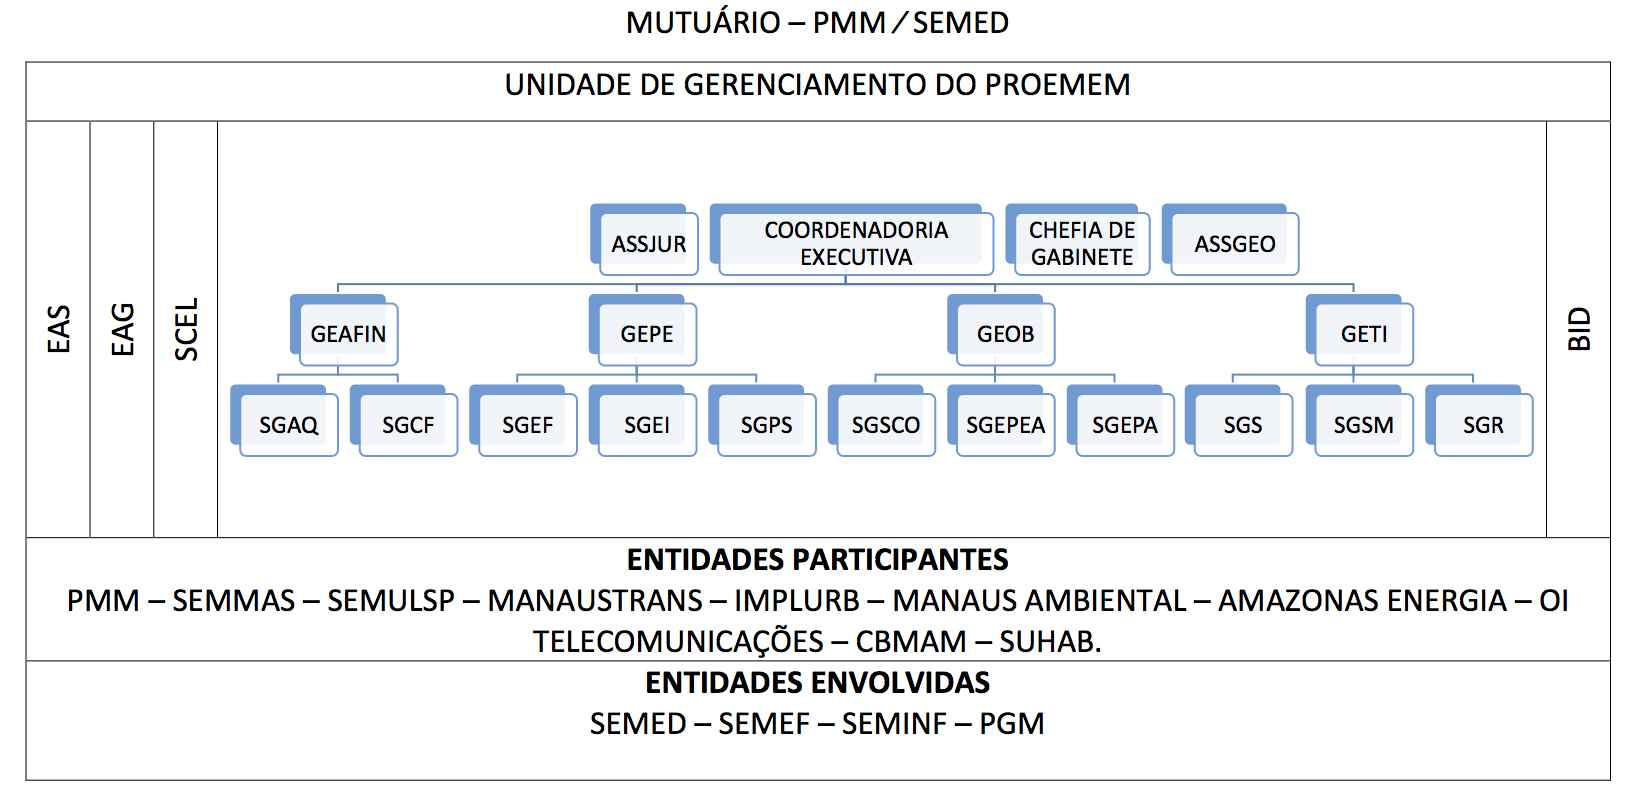 MUTUÁRIO – PMM / SEMED
UNIDADE DE GERENCIAMENTO DO PROEMEM
EAS
EAG
SCEL
ASSJUR
COORDENADORIA
EXECUTIVA
CHEFIA DE
GABINETE
ASSGEO
GEAFIN
GEPE
GEOB
GETI
SGAQ
SGCF
SGEF
SGEI
SGPS
SGSCO
SGEPEA
SGEPA
SGS
SGSM
SGR
BID
ENTIDADES PARTICIPANTES
PMM – SEMMAS – SEMULSP – MANAUSTRANS – IMPLURB – MANAUS AMBIENTAL – AMAZONAS ENERGIA – OI
TELECOMUNICAÇÕES – CBMAM – SUHAB.
ENTIDADES ENVOLVIDAS
SEMED – SEMEF – SEMINF – PGM